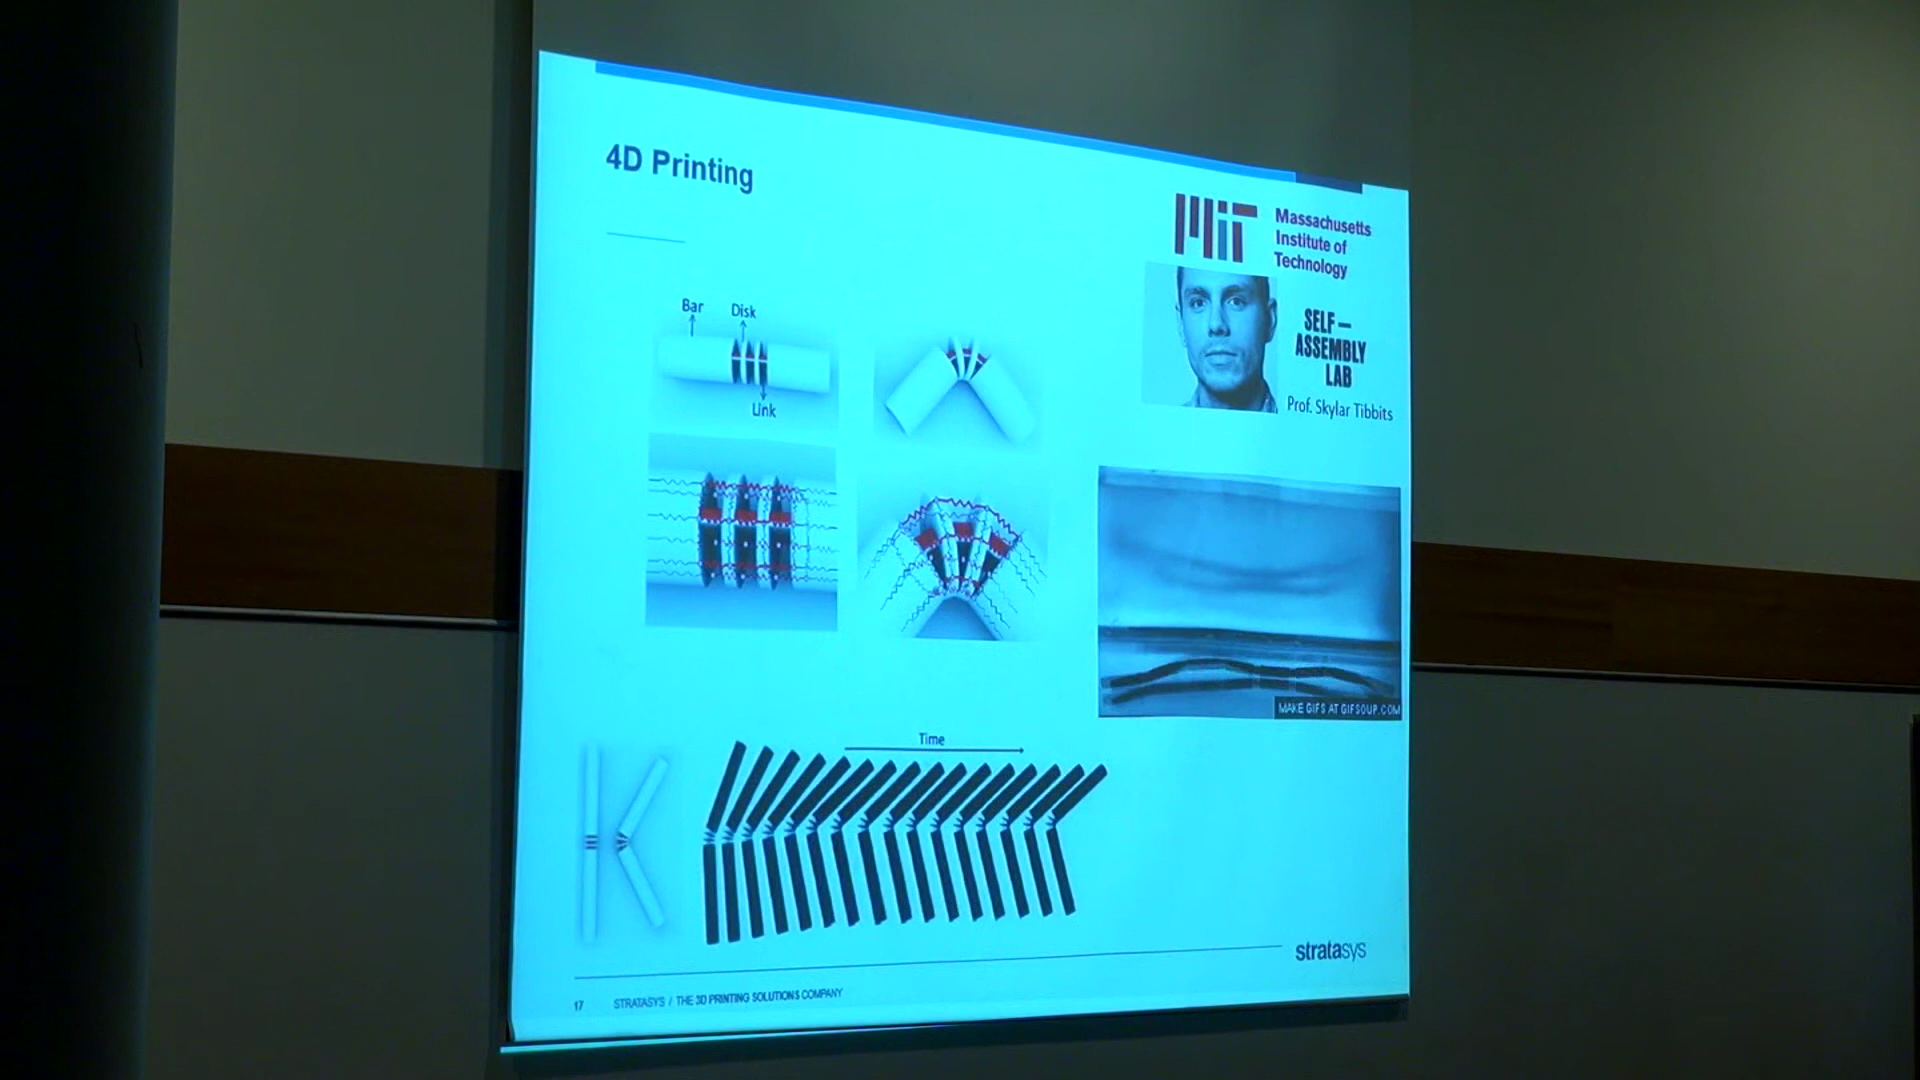 4D Printing
MIT
Massachusetts
Institute of
Technology
SELF –
ASSEMBLY
LAB
Prof. Skylar Tibbits
Bar
Disk
Link
MAKE GIFS AT GIFSOUP.COM
Time
stratasys
17 STRATASYS / THE 3D PRINTING SOLUTIONS COMPANY